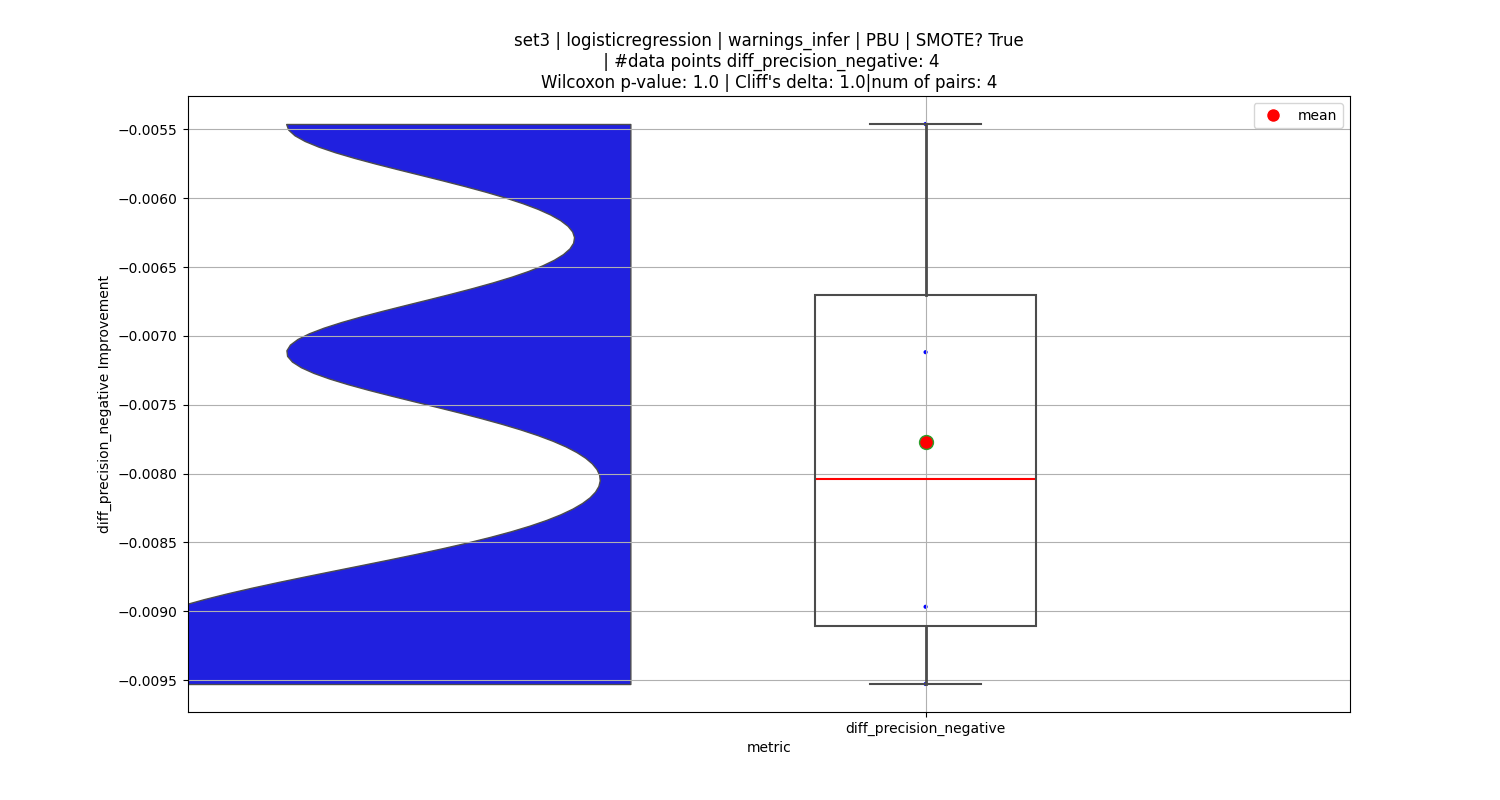 set3 | logisticregression | warnings_infer | PBU | SMOTE? True
| #data points diff_precision_negative: 4
Wilcoxon p-value: 1.0 | Cliff's delta: 1.0|num of pairs: 4
mean
diff_precision_negative Improvement
−0.0055
−0.0060
−0.0065
−0.0070
−0.0075
−0.0080
−0.0085
−0.0090
−0.0095
diff_precision_negative
metric